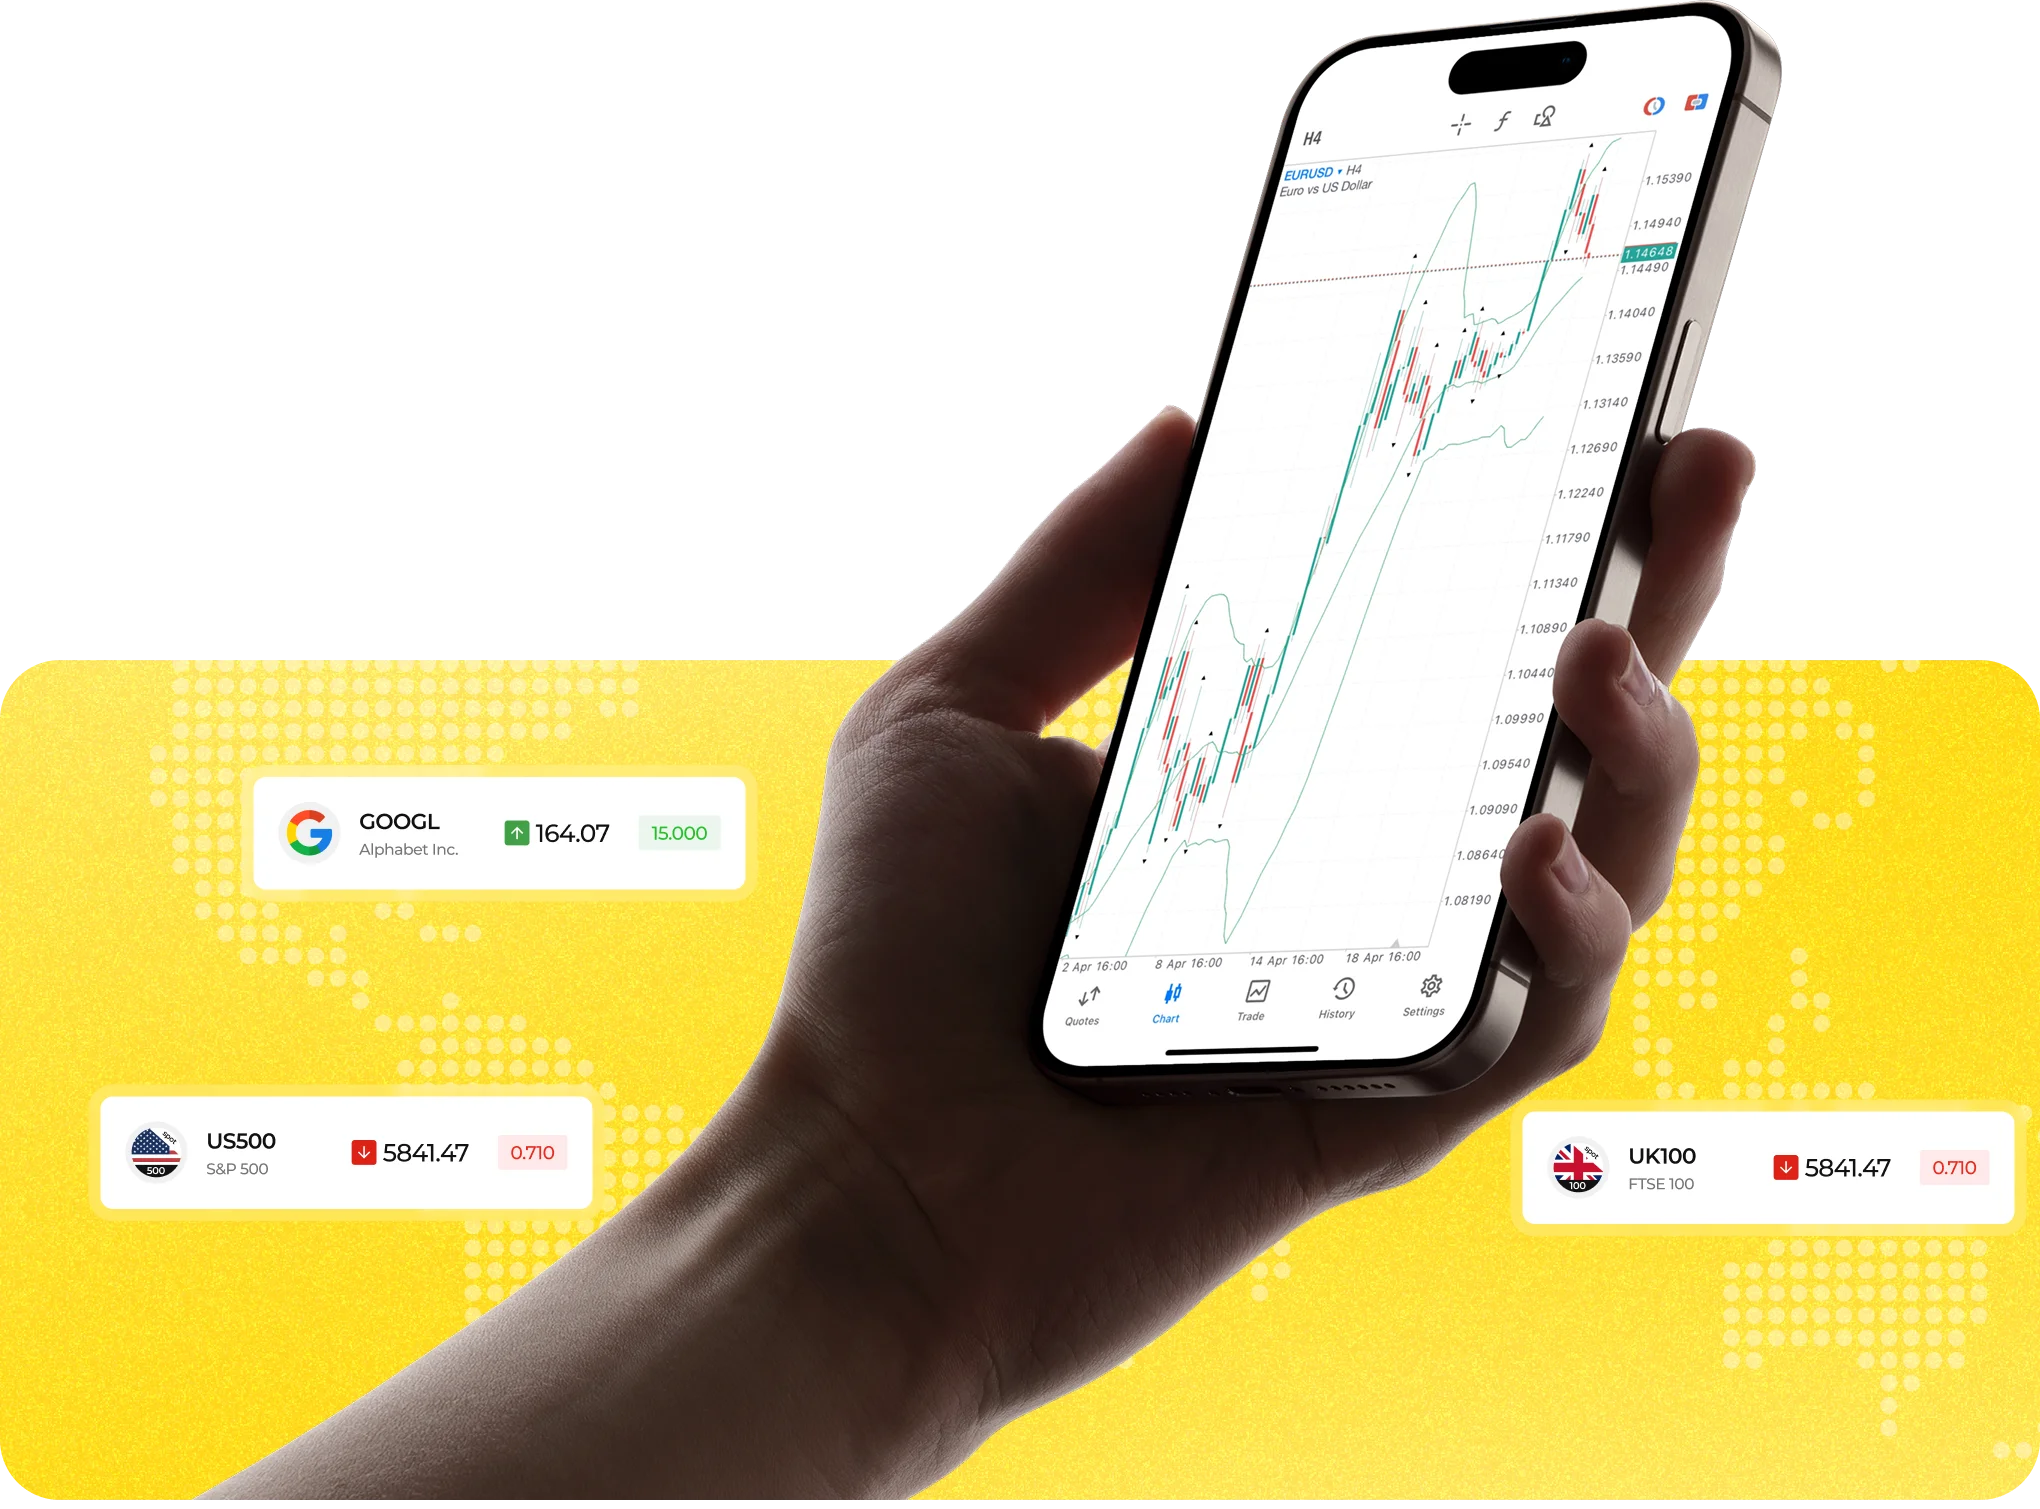 H4
EURUSD ▾ H4
Euro vs US Dollar
1.15390
1.14940
1.14648
1.14490
1.14040
1.13590
1.13140
1.12690
1.12240
1.11790
1.11340
1.10890
1.10440
1.09990
1.09540
1.09090
1.08640
1.08190
2 Apr 16:00 8 Apr 16:00 14 Apr 16:00 18 Apr 16:00
Quotes Chart Trade History Settings
GOOGL
Alphabet Inc.
164.07
15.000
spot
500
US500
S&P 500
5841.47
0.710
spot
100
UK100
FTSE 100
5841.47
0.710